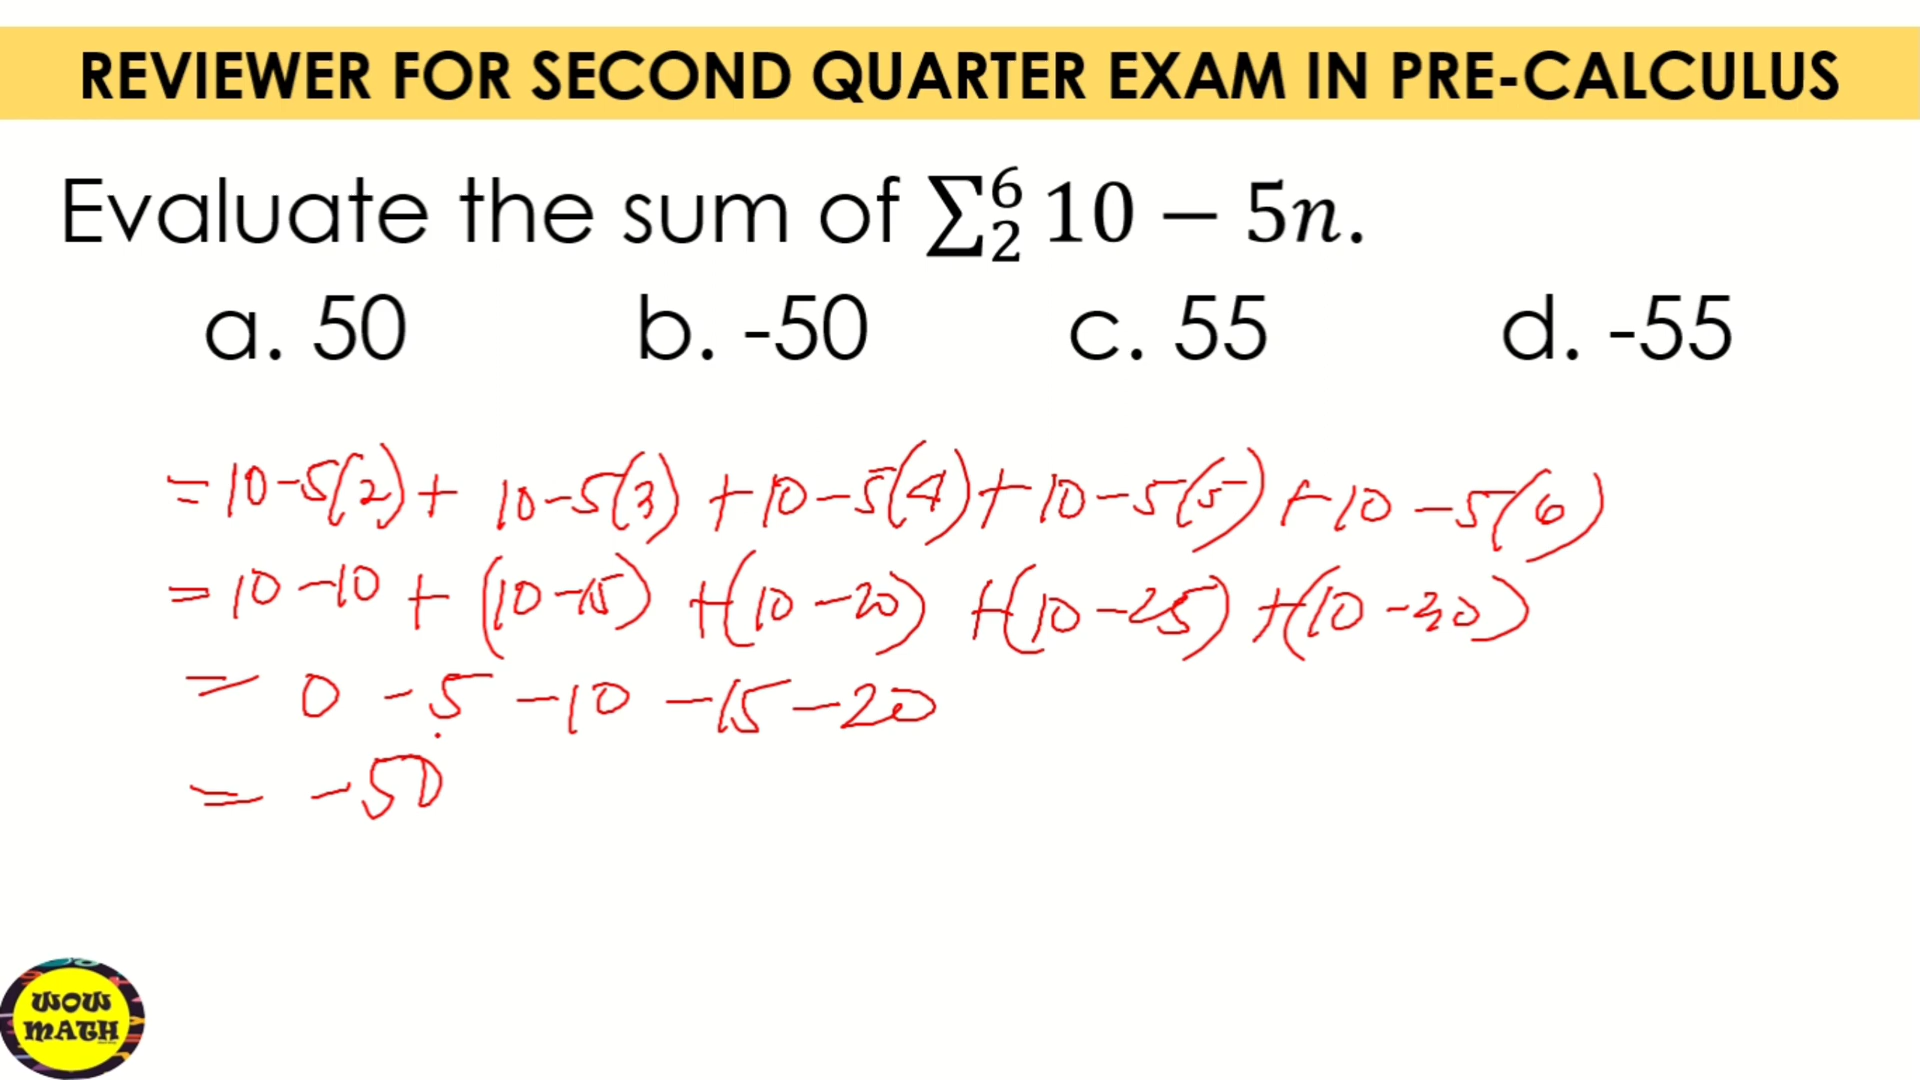 REVIEWER FOR SECOND QUARTER EXAM IN PRE-CALCULUS
Evaluate the sum of ∑₂⁶ 10 − 5n.
a. 50 b. -50 c. 55 d. -55
= 10-5(2) + 10-5(3) + 10-5(4) + 10-5(5) + 10-5(6)
= 10-10 + (10-15) + (10-20) + (10-25) + (10-30)
= 0 -5 -10 -15 -20
= -50
WOW
MATH